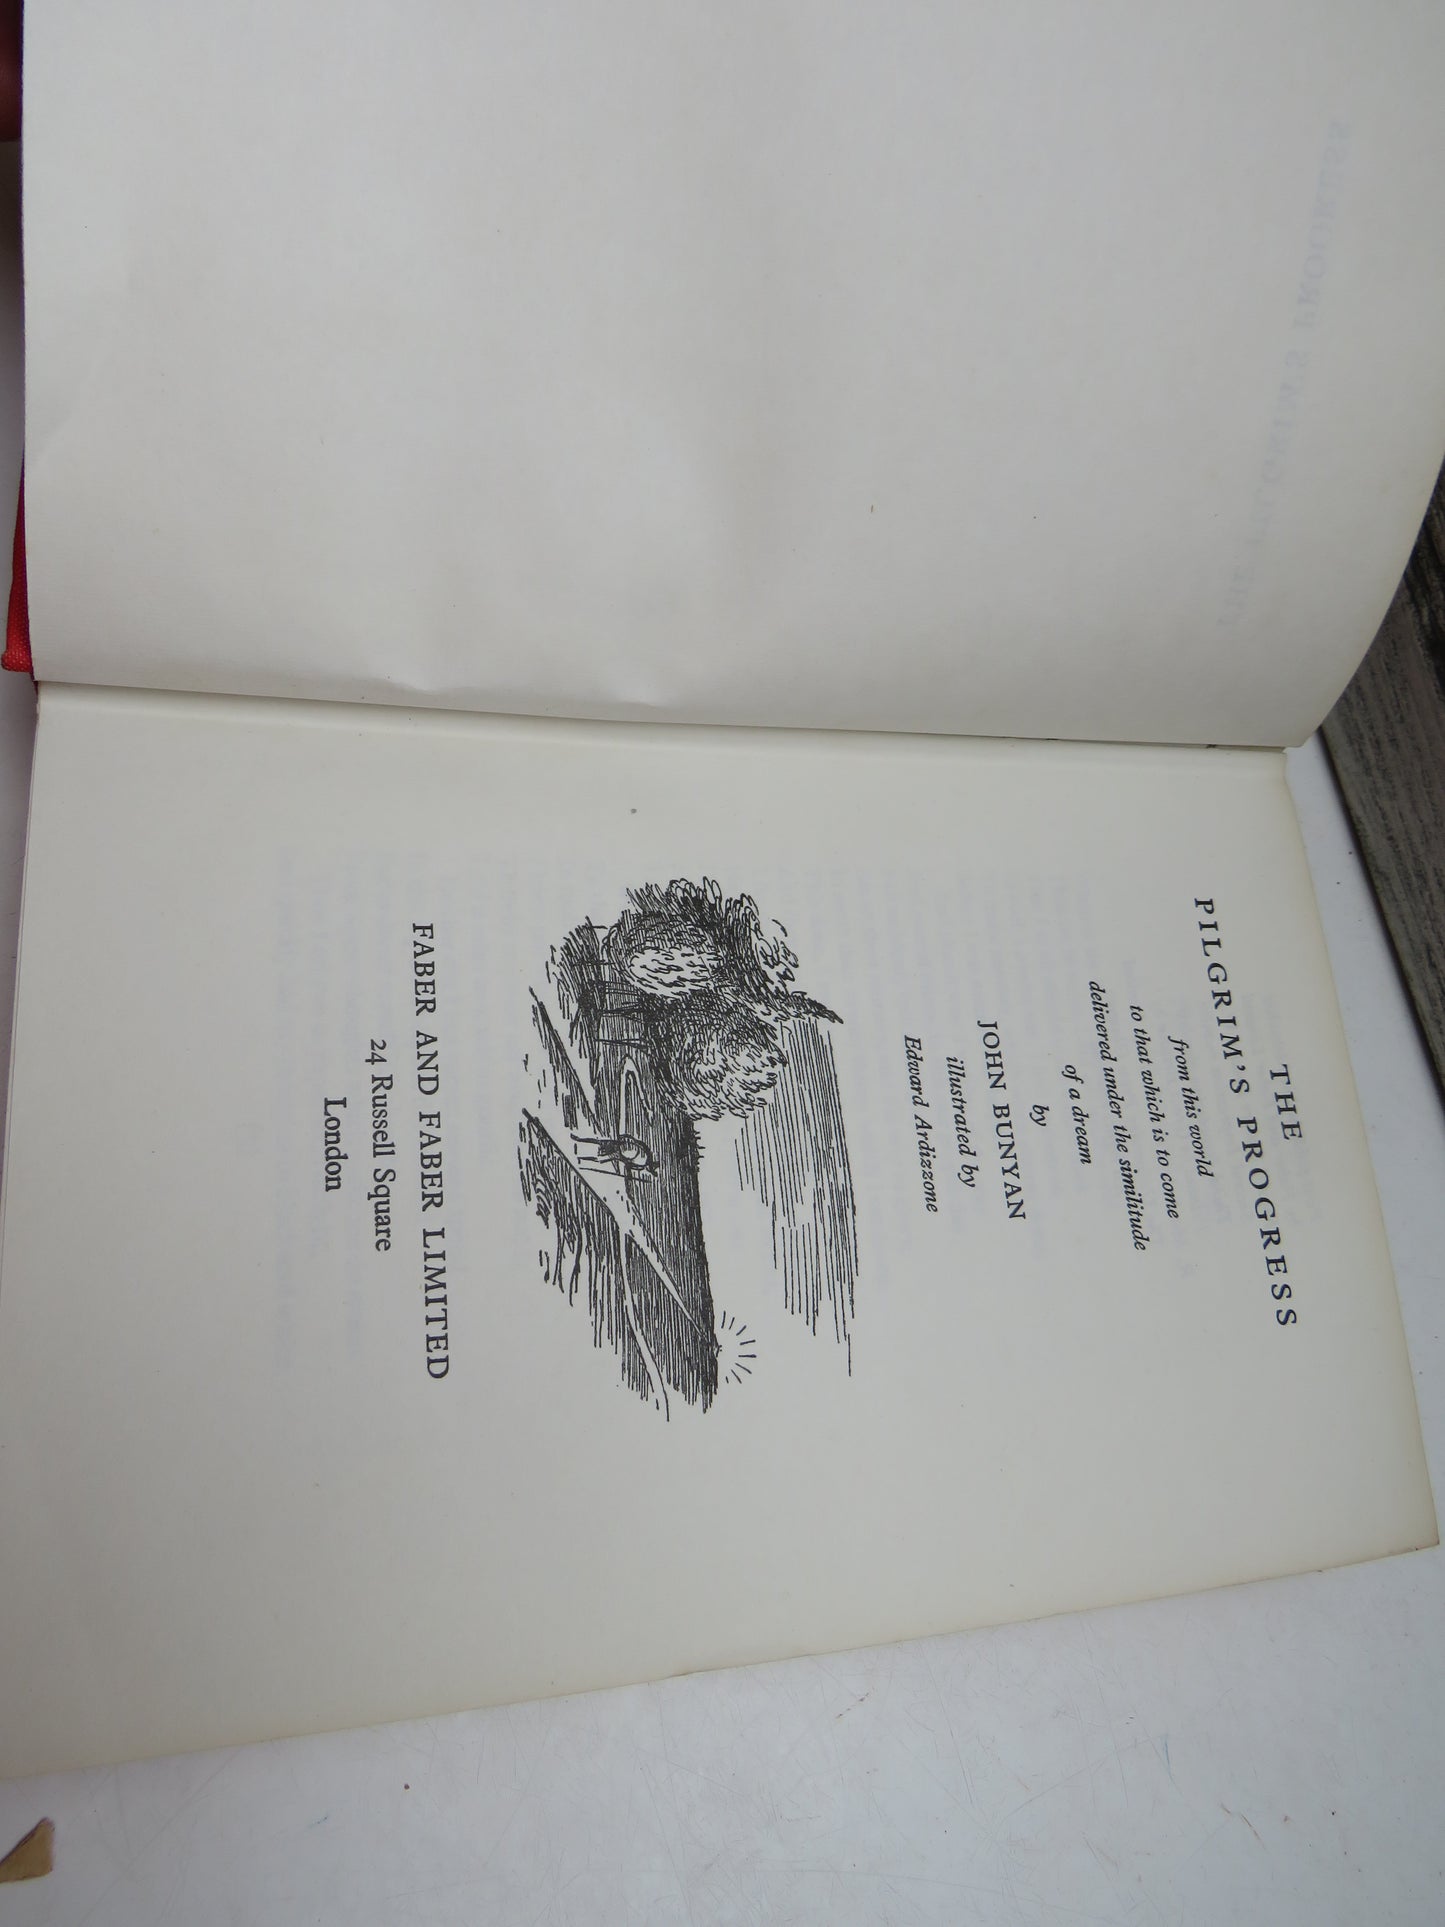 THE
PILGRIM'S PROGRESS
from this world
to that which is to come
delivered under the similitude
of a dream
by
JOHN BUNYAN
illustrated by
Edward Ardizzone
FABER AND FABER LIMITED
24 Russell Square
London